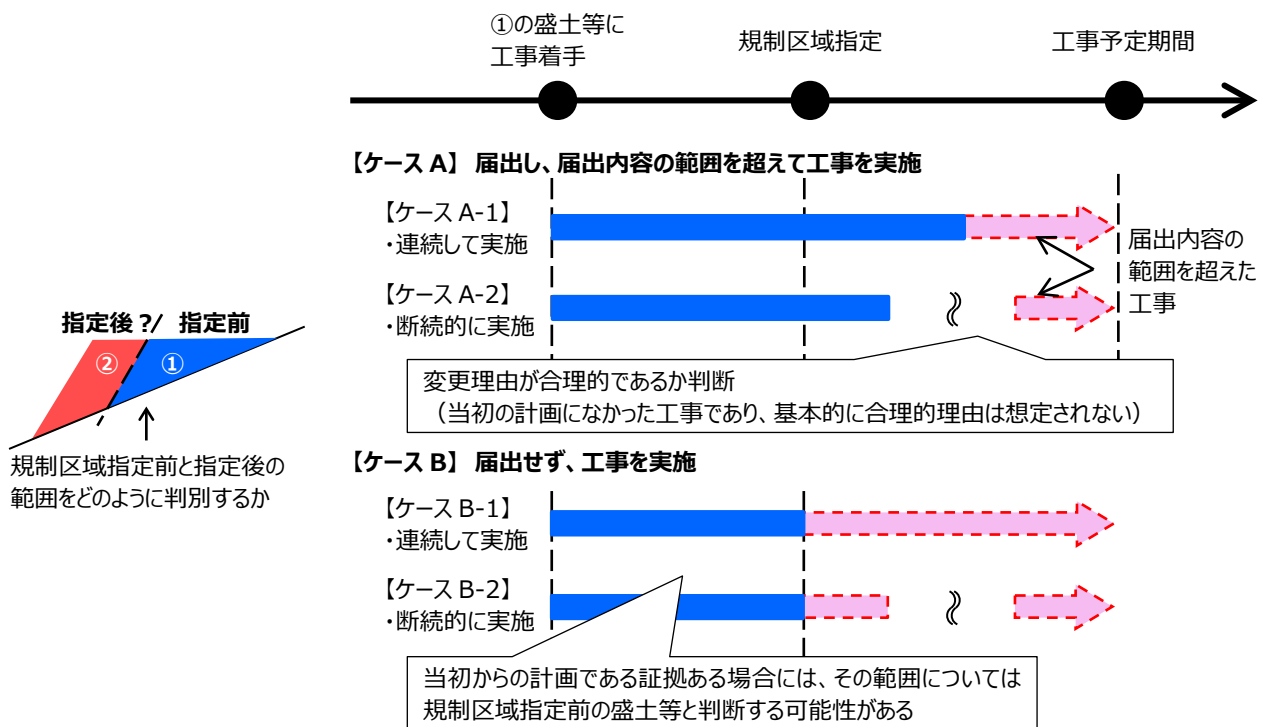 ①の盛土等に
工事着手
規制区域指定
工事予定期間
【ケース A】 届出し、届出内容の範囲を超えて工事を実施
【ケース A-1】
・連続して実施
【ケース A-2】
・断続的に実施
届出内容の
範囲を超えた
工事
変更理由が合理的であるか判断
（当初の計画になかった工事であり、基本的に合理的理由は想定されない）
指定後?/ 指定前
② ①
規制区域指定前と指定後の
範囲をどのように判別するか
【ケース B】 届出せず、工事を実施
【ケース B-1】
・連続して実施
【ケース B-2】
・断続的に実施
当初からの計画である証拠ある場合には、その範囲については
規制区域指定前の盛土等と判断する可能性がある